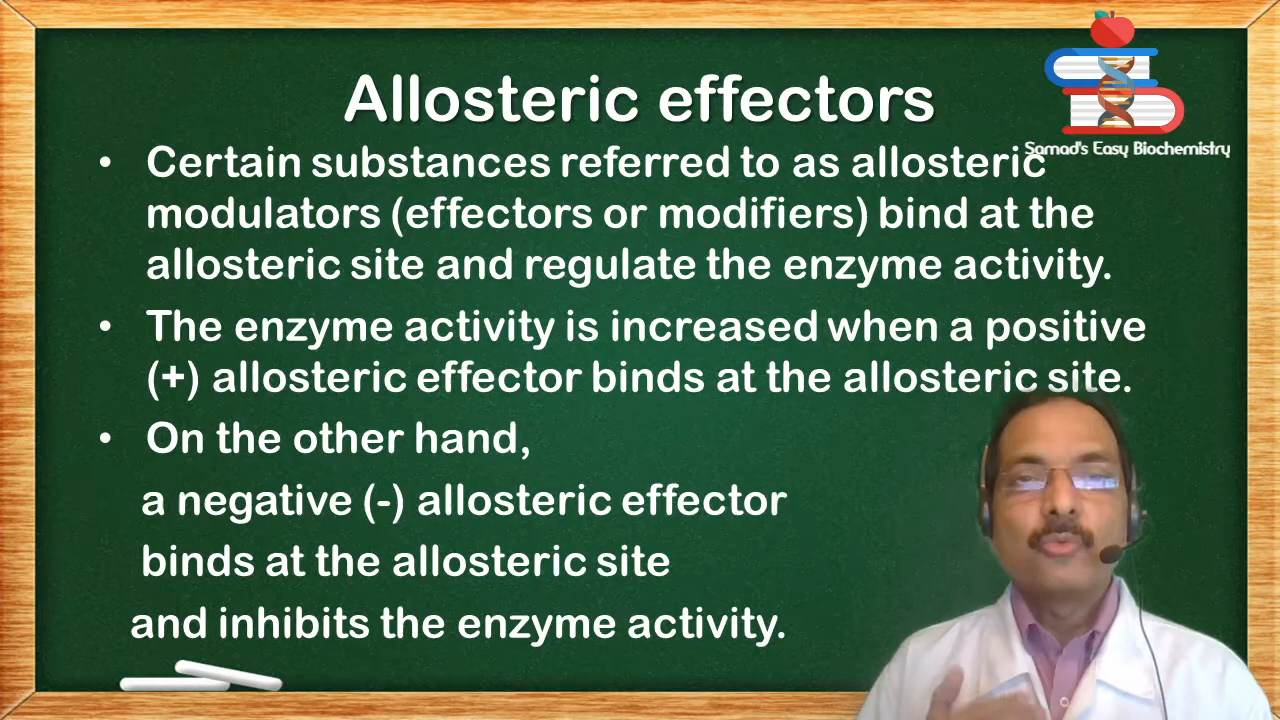 Allosteric effectors
Samad's Easy Biochemistry
• Certain substances referred to as allosteric
modulators (effectors or modifiers) bind at the
allosteric site and regulate the enzyme activity.
• The enzyme activity is increased when a positive
(+) allosteric effector binds at the allosteric site.
• On the other hand,
a negative (-) allosteric effector
binds at the allosteric site
and inhibits the enzyme activity.